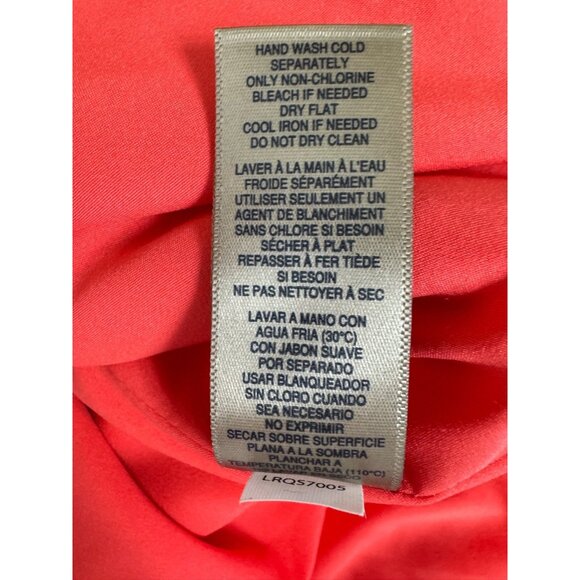 HAND WASH COLD
SEPARATELY
ONLY NON-CHLORINE
BLEACH IF NEEDED
DRY FLAT
COOL IRON IF NEEDED
DO NOT DRY CLEAN
LAVER À LA MAIN À L'EAU
FROIDE SÉPARÉMENT
UTILISER SEULEMENT UN
AGENT DE BLANCHIMENT
SANS CHLORE SI BESOIN
SÉCHER À PLAT
REPASSER À FER TIÈDE
SI BESOIN
NE PAS NETTOYER À SEC
LAVAR A MANO CON
AGUA FRIA (30°C)
CON JABON SUAVE
POR SEPARADO
USAR BLANQUEADOR
SIN CLORO CUANDO
SEA NECESARIO
NO EXPRIMIR
SECAR SOBRE SUPERFICIE
PLANA A LA SOMBRA
PLANCHAR A
TEMPERATURA BAJA (110°C)
LRQS7005